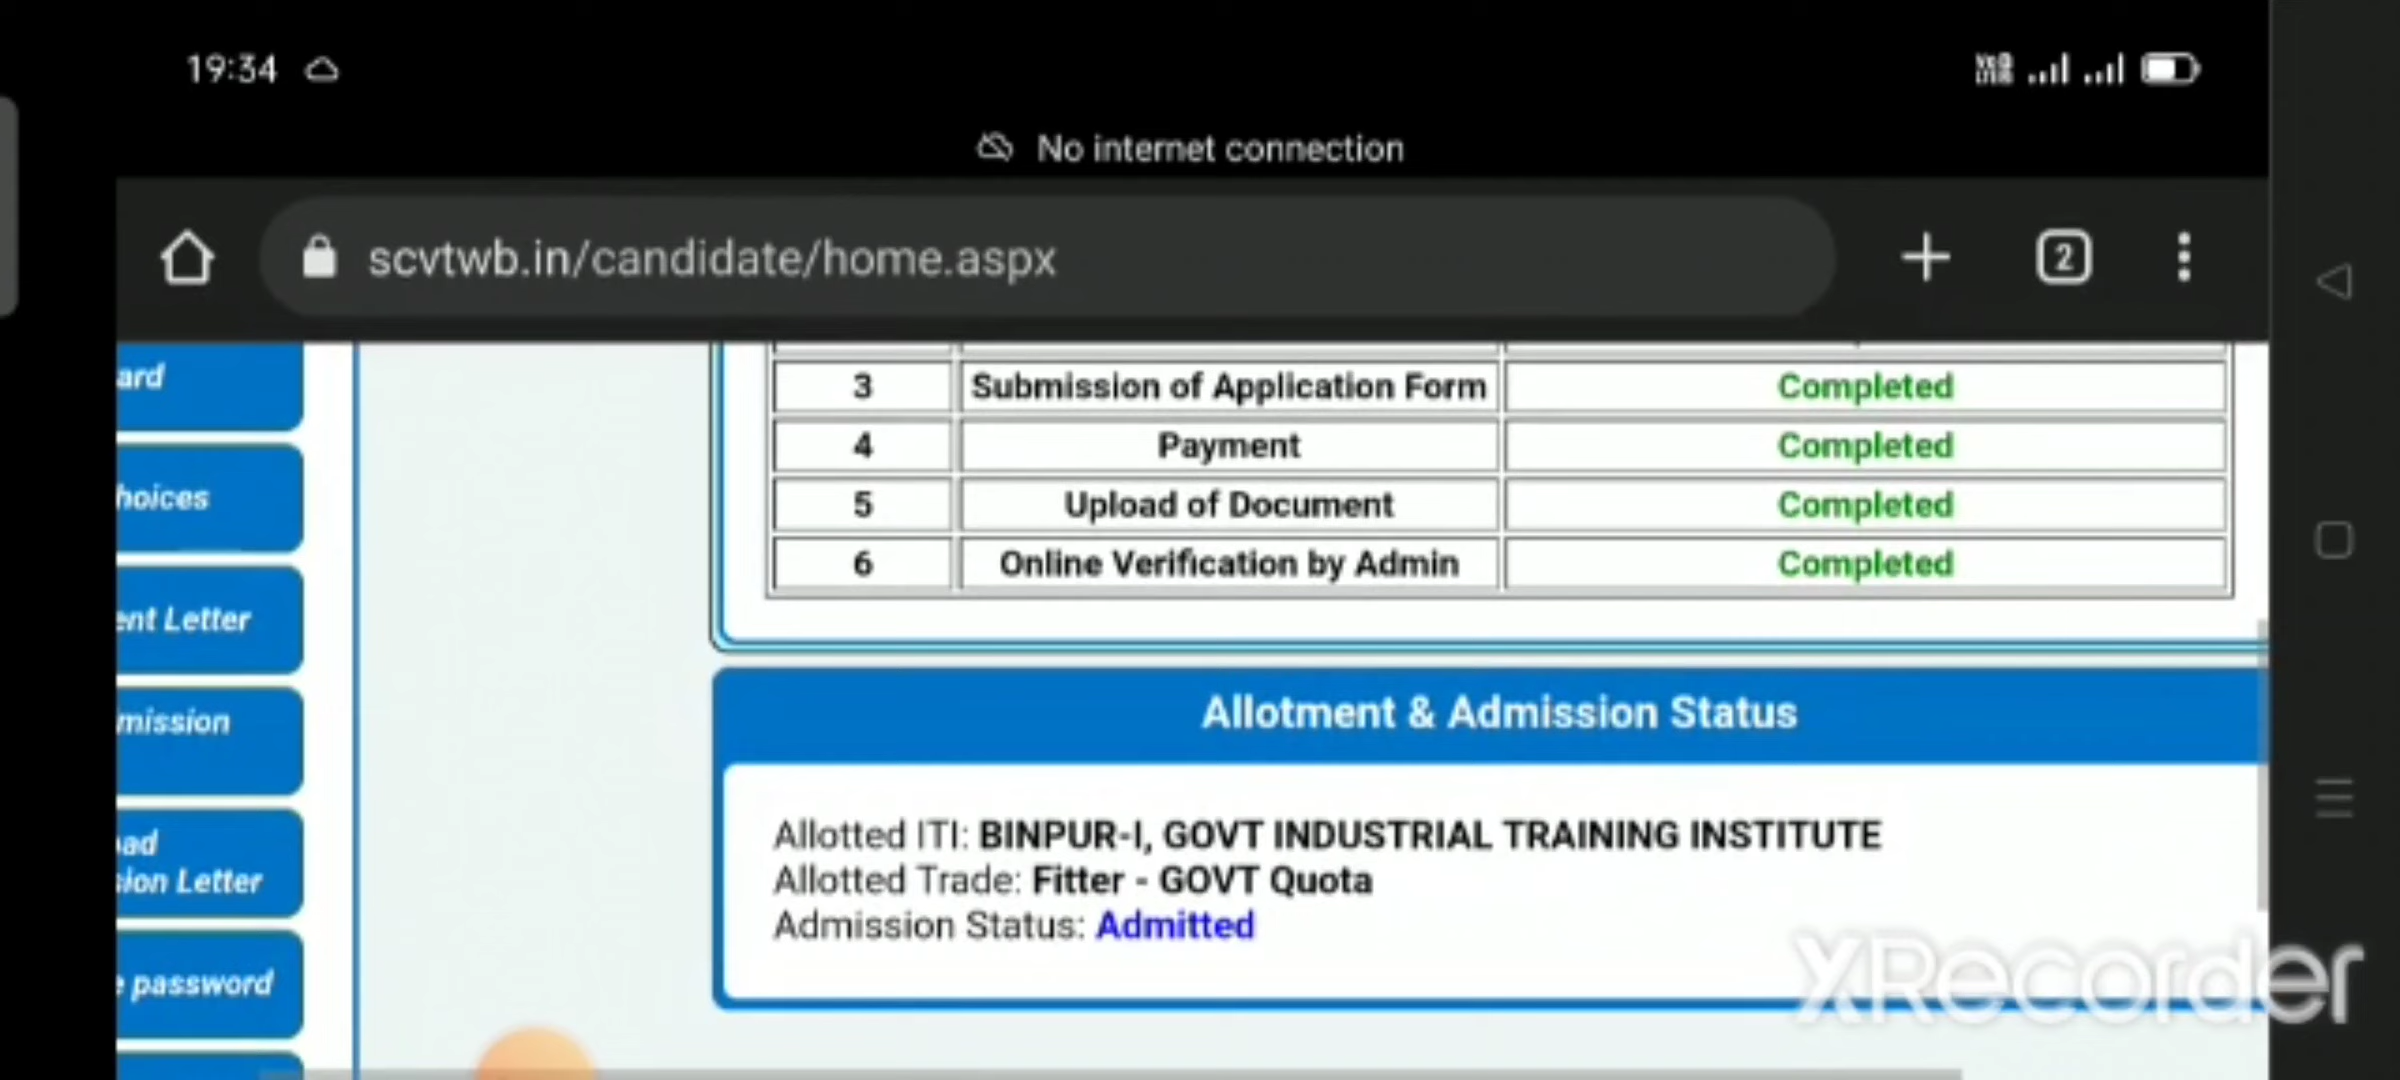 19:34
No internet connection
scvtwb.in/candidate/home.aspx
2
ard
hoices
ent Letter
mission
ad
sion Letter
password
3 Submission of Application Form Completed
4 Payment Completed
5 Upload of Document Completed
6 Online Verification by Admin Completed
Allotment & Admission Status
Allotted ITI: BINPUR-I, GOVT INDUSTRIAL TRAINING INSTITUTE
Allotted Trade: Fitter - GOVT Quota
Admission Status: Admitted
XRecorder